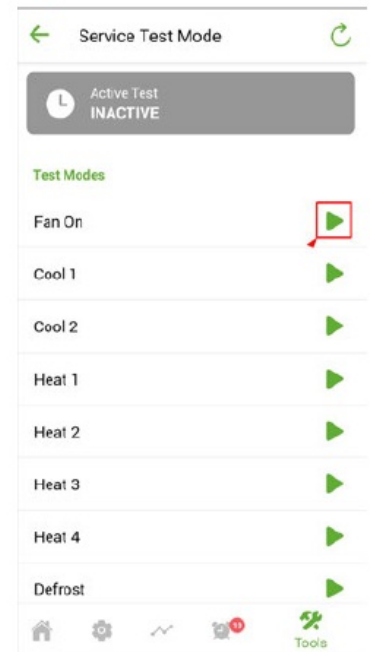 Service Test Mode
Active Test
INACTIVE
Test Modes
Fan On
Cool 1
Cool 2
Heat 1
Heat 2
Heat 3
Heat 4
Defrost
Tools